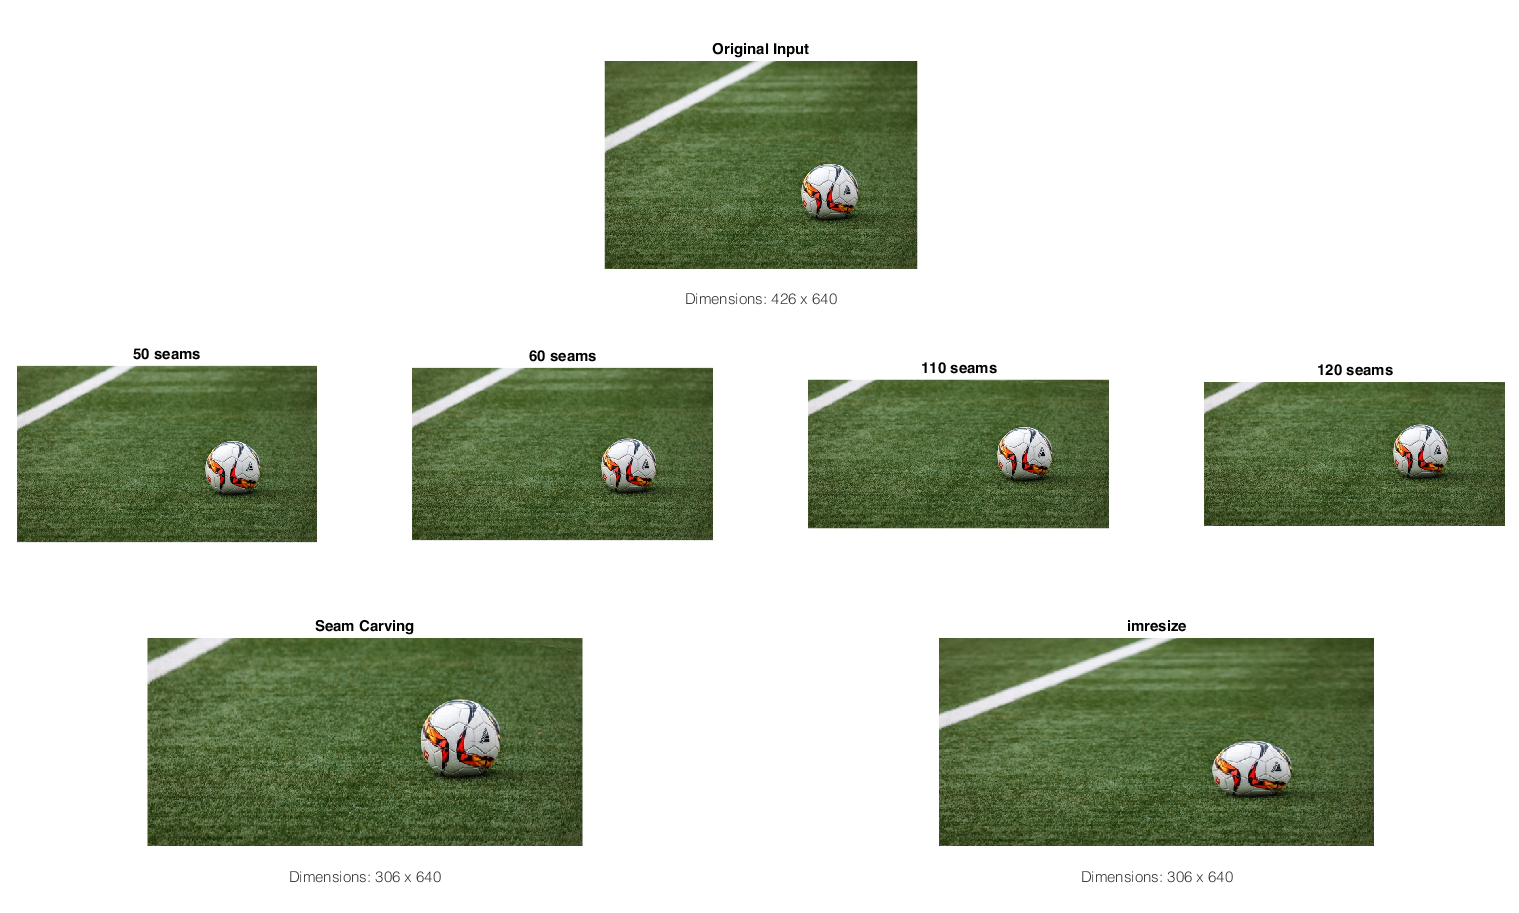 Original Input
Dimensions: 426 x 640
50 seams
60 seams
110 seams
120 seams
Seam Carving
imresize
Dimensions: 306 x 640
Dimensions: 306 x 640